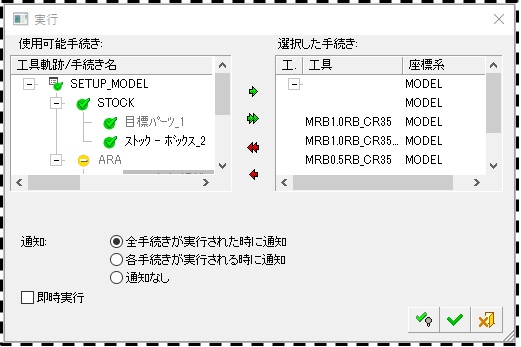 実行
使用可能手続き:
工具軌跡/手続き名
SETUP_MODEL
STOCK
目標パーツ_1
ストック - ボックス_2
ARA
選択した手続き:
工. 工具 座標系
MODEL
MODEL
MRB1.0RB_CR35 MODEL
MRB1.0RB_CR35... MODEL
MRB0.5RB_CR35 MODEL
通知:
全手続きが実行された時に通知
各手続きが実行される時に通知
通知なし
即時実行